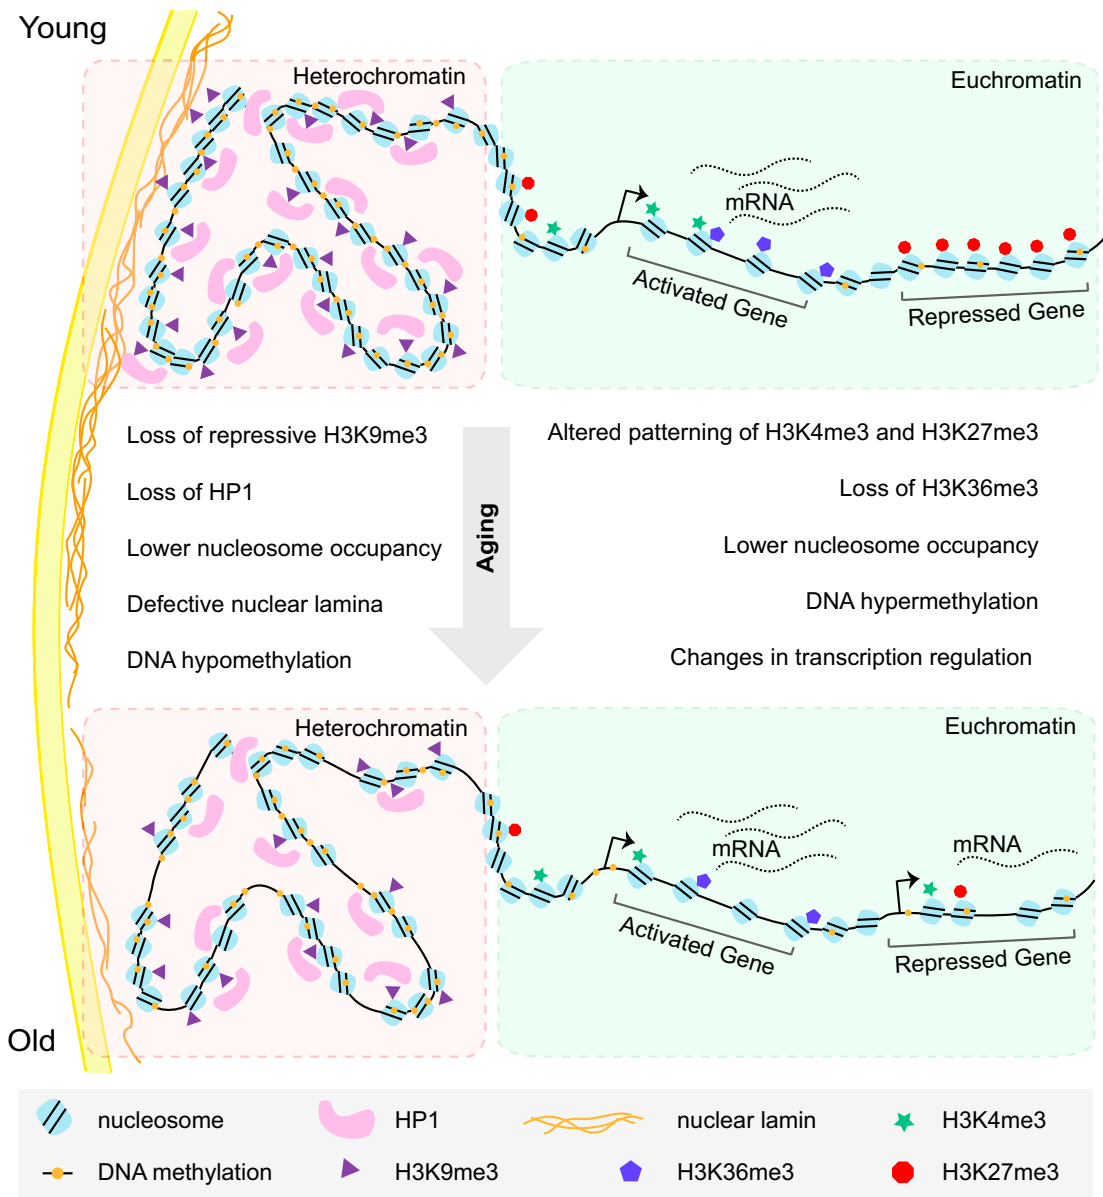 Young
Heterochromatin
Euchromatin
mRNA
Activated Gene
Repressed Gene
Loss of repressive H3K9me3
Loss of HP1
Lower nucleosome occupancy
Defective nuclear lamina
DNA hypomethylation
Aging
Altered patterning of H3K4me3 and H3K27me3
Loss of H3K36me3
Lower nucleosome occupancy
DNA hypermethylation
Changes in transcription regulation
Heterochromatin
Euchromatin
mRNA
mRNA
Activated Gene
Repressed Gene
Old
nucleosome
HP1
nuclear lamin
H3K4me3
DNA methylation
H3K9me3
H3K36me3
H3K27me3